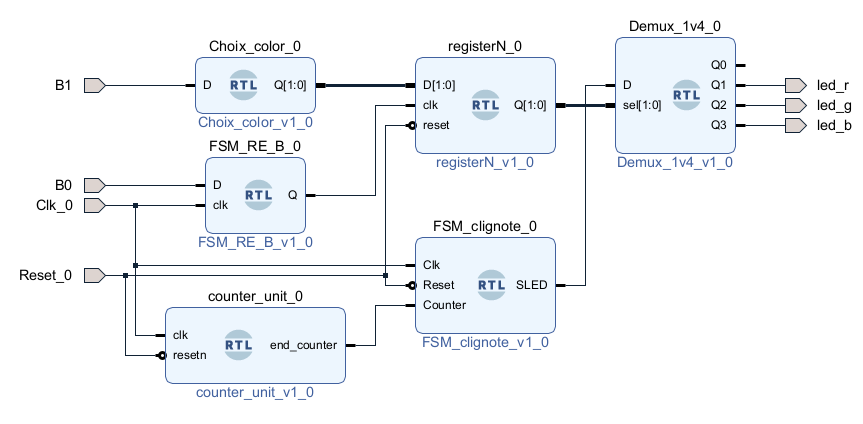 Choix_color_0
B1
D
RTL
Q[1:0]
Choix_color_v1_0
registerN_0
D[1:0]
clk
reset
RTL
Q[1:0]
registerN_v1_0
Demux_1v4_0
D
sel[1:0]
RTL
Q0
Q1
Q2
Q3
Demux_1v4_v1_0
led_r
led_g
led_b
FSM_RE_B_0
B0
Clk_0
D
clk
RTL
Q
FSM_RE_B_v1_0
Reset_0
FSM_clignote_0
Clk
Reset
Counter
RTL
SLED
FSM_clignote_v1_0
counter_unit_0
clk
resetn
RTL
end_counter
counter_unit_v1_0